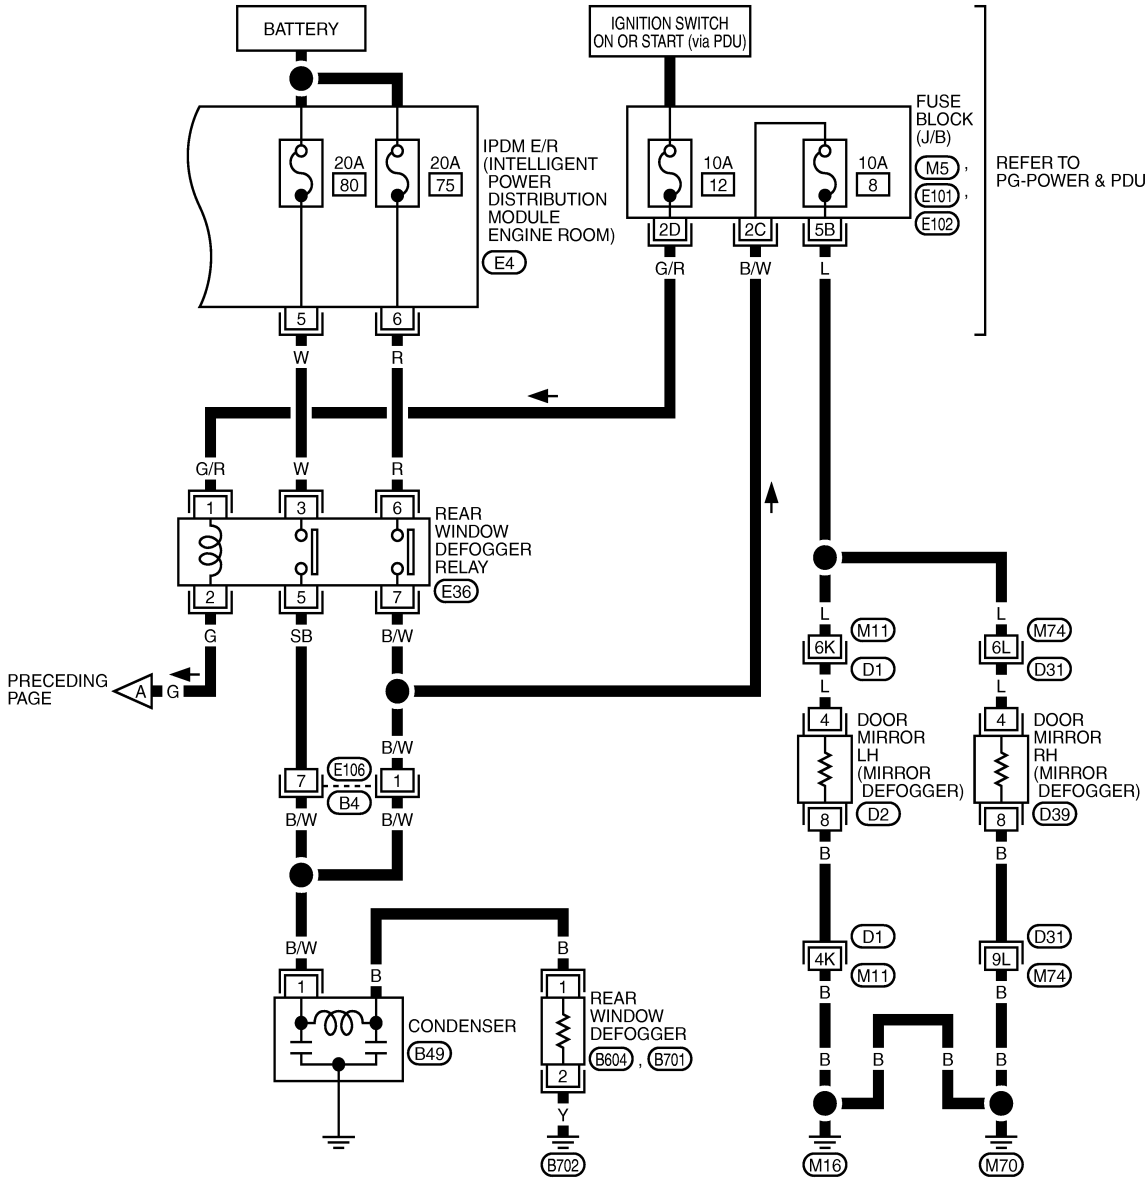 BATTERY
IGNITION SWITCH
ON OR START (via PDU)
20A
80
20A
75
IPDM E/R
(INTELLIGENT
POWER
DISTRIBUTION
MODULE
ENGINE ROOM)
E4
10A
12
10A
8
FUSE
BLOCK
(J/B)
M5 ,
E101 ,
E102
REFER TO
PG-POWER & PDU
2D
2C
5B
G/R
B/W
L
5
6
W
R
G/R
W
R
1
3
6
REAR
WINDOW
DEFOGGER
RELAY
E36
2
5
7
G
SB
B/W
PRECEDING
PAGE
A
G
B/W
7
E106
B4
1
B/W
B/W
B/W
B
B
1
CONDENSER
B49
1
REAR
WINDOW
DEFOGGER
B604 , B701
2
Y
B702
L
L
6K
M11
D1
6L
M74
D31
L
L
4
DOOR
MIRROR
LH
(MIRROR
DEFOGGER)
D2
4
DOOR
MIRROR
RH
(MIRROR
DEFOGGER)
D39
8
8
B
B
4K
D1
M11
9L
D31
M74
B
B
B
B
B
B
M16
M70